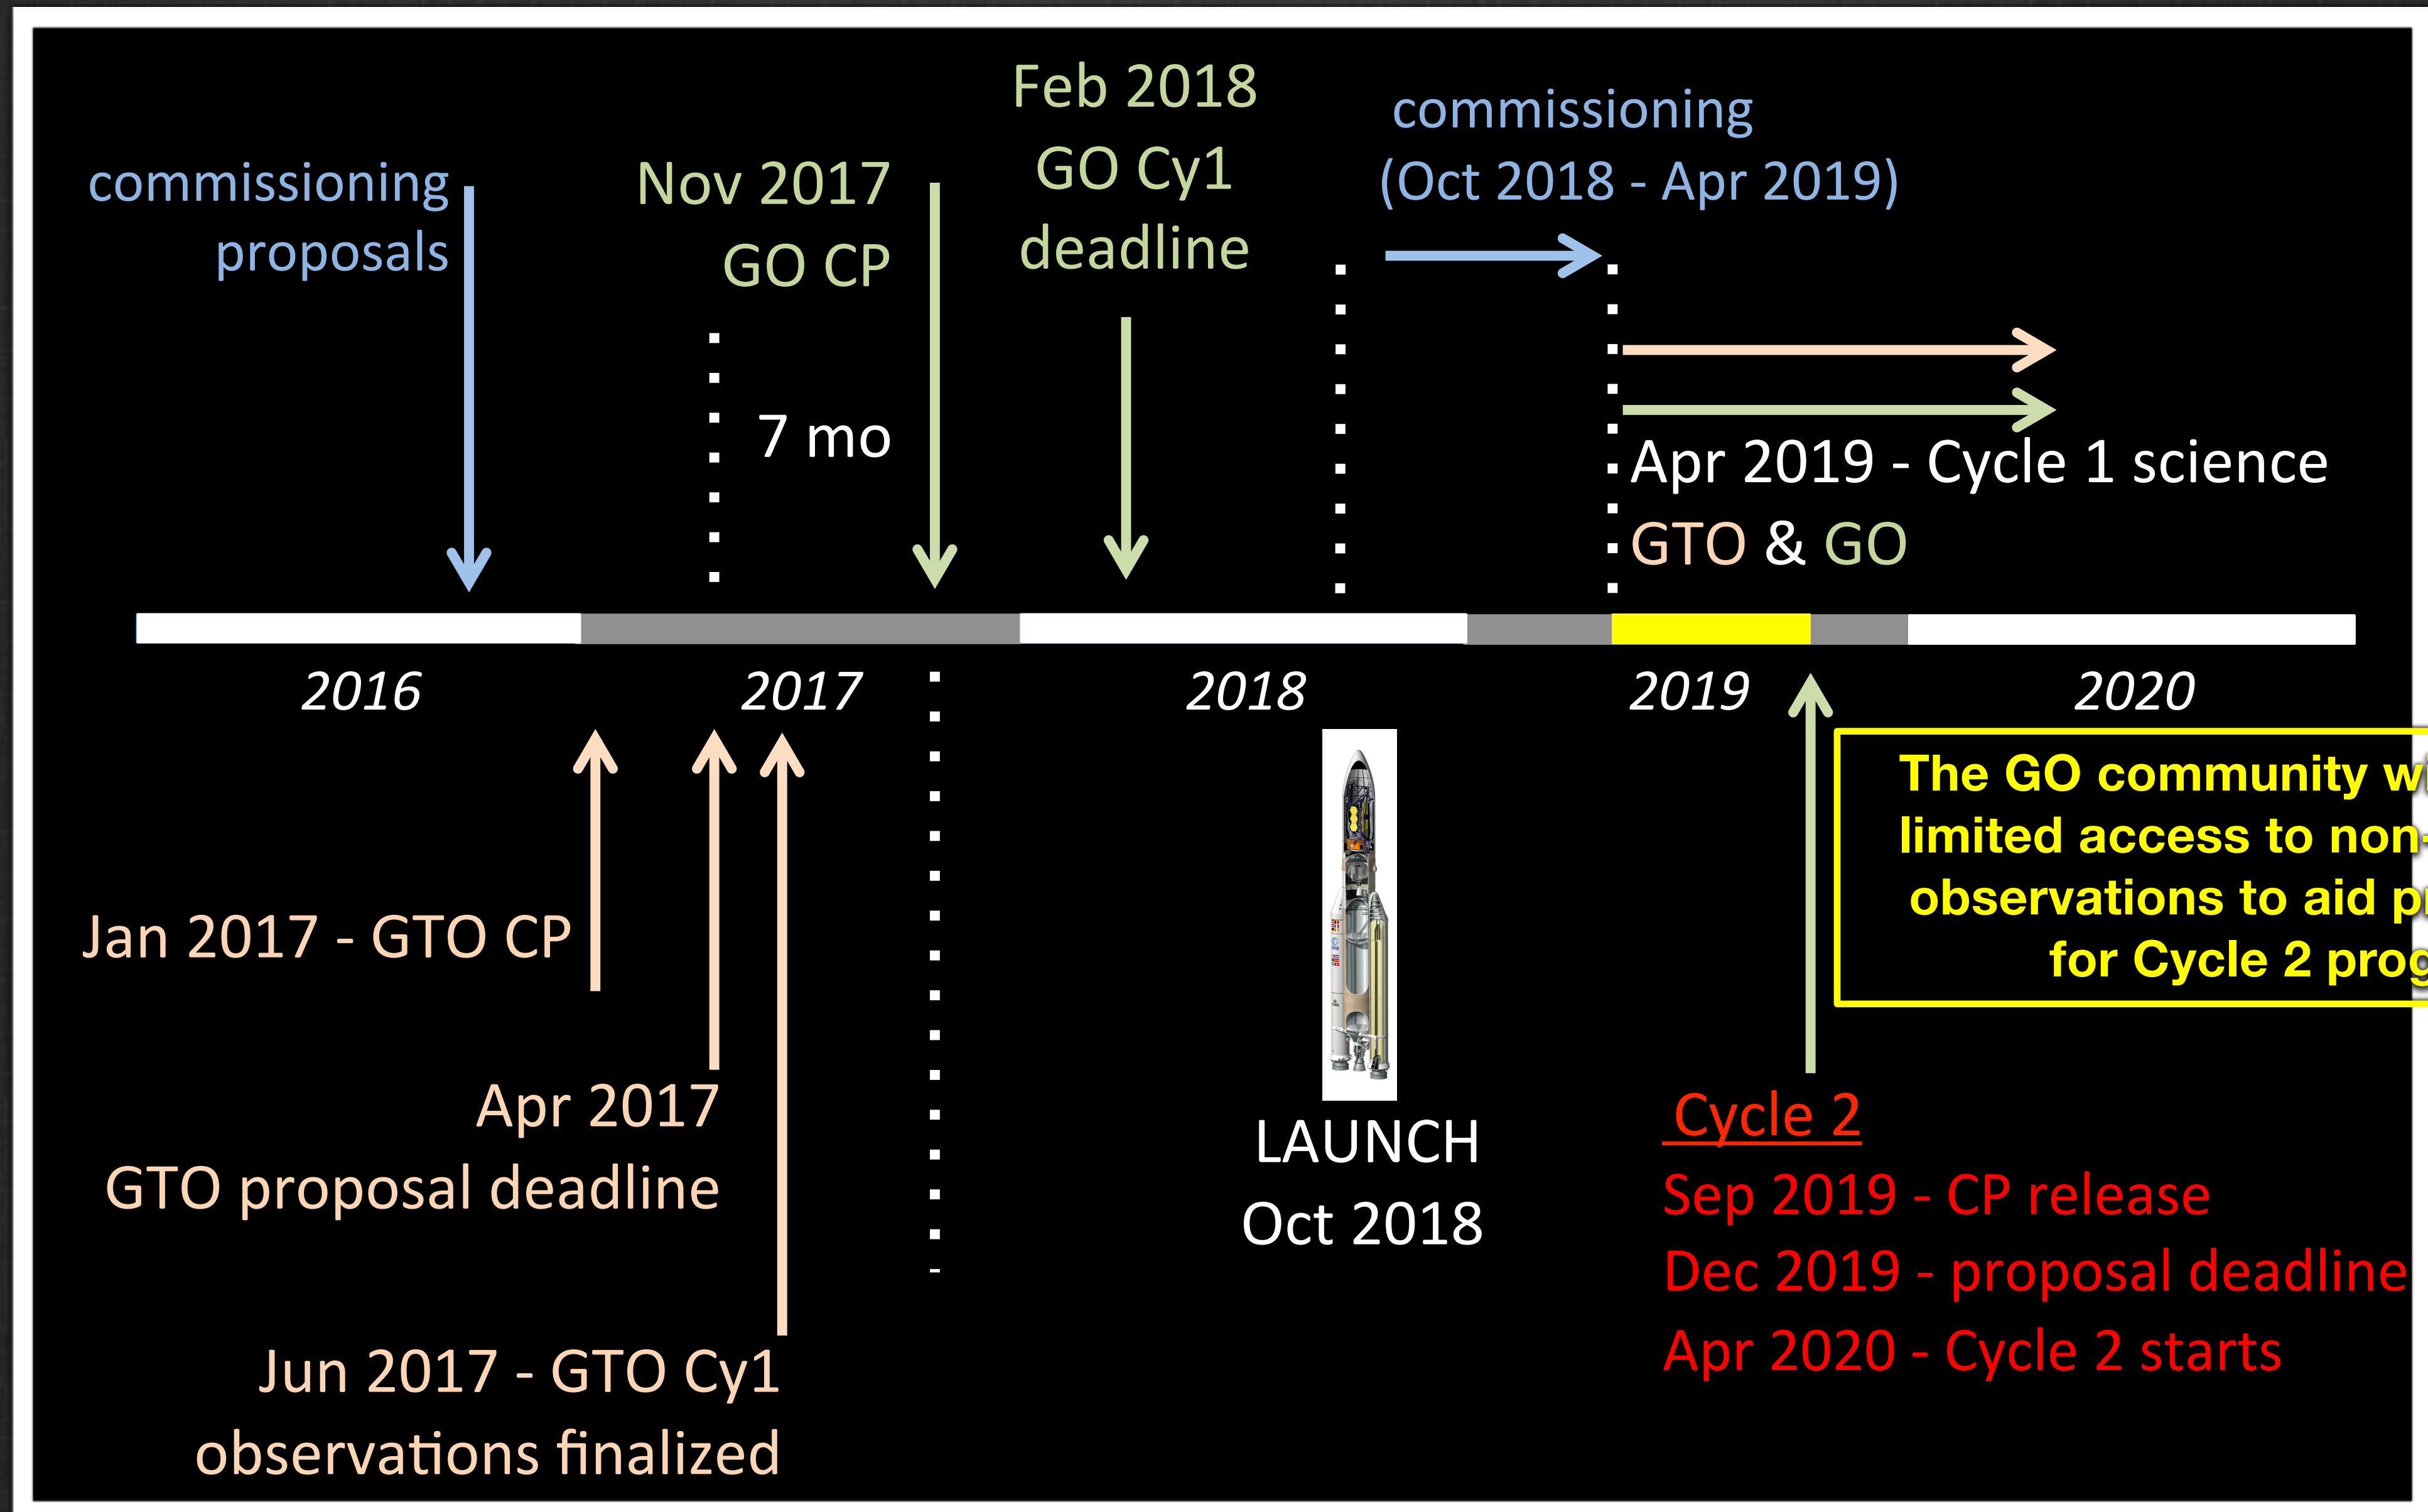 commissioning
proposals
Nov 2017
GO CP
7 mo
Feb 2018
GO Cy1
deadline
commissioning
(Oct 2018 - Apr 2019)
Apr 2019 - Cycle 1 science
GTO & GO
2016
2017
2018
2019
2020
Jan 2017 - GTO CP
Apr 2017
GTO proposal deadline
Jun 2017 - GTO Cy1
observations finalized
LAUNCH
Oct 2018
The GO community
limited access to non-
observations to aid
for Cycle 2
Cycle 2
Sep 2019 - CP release
Dec 2019 - proposal deadline
Apr 2020 - Cycle 2 starts